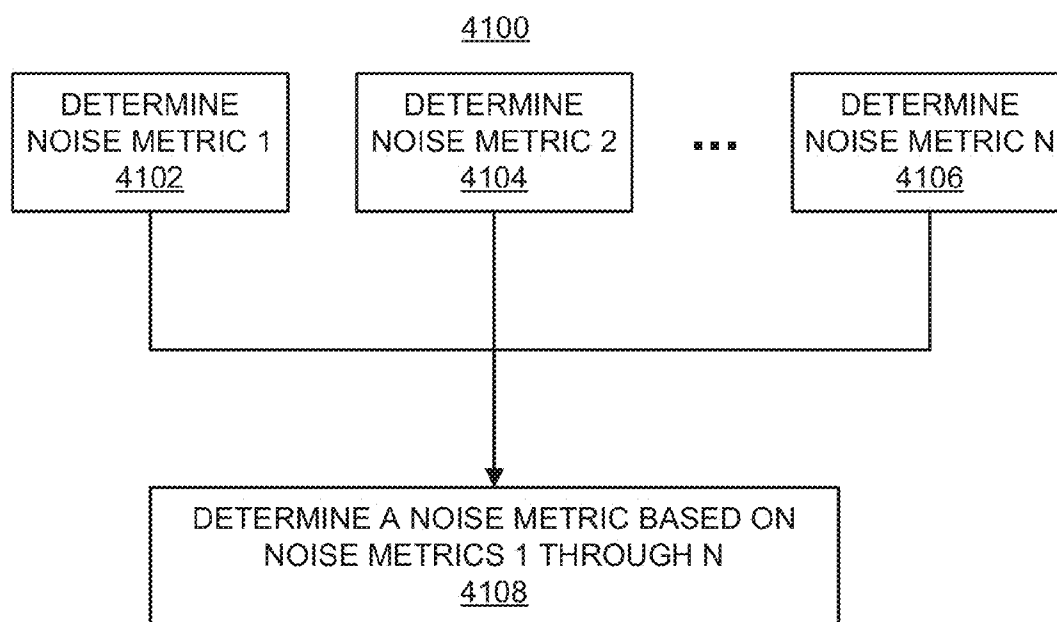 4100
DETERMINE
NOISE METRIC 1
4102
DETERMINE
NOISE METRIC 2
4104
...
DETERMINE
NOISE METRIC N
4106
DETERMINE A NOISE METRIC BASED ON
NOISE METRICS 1 THROUGH N
4108